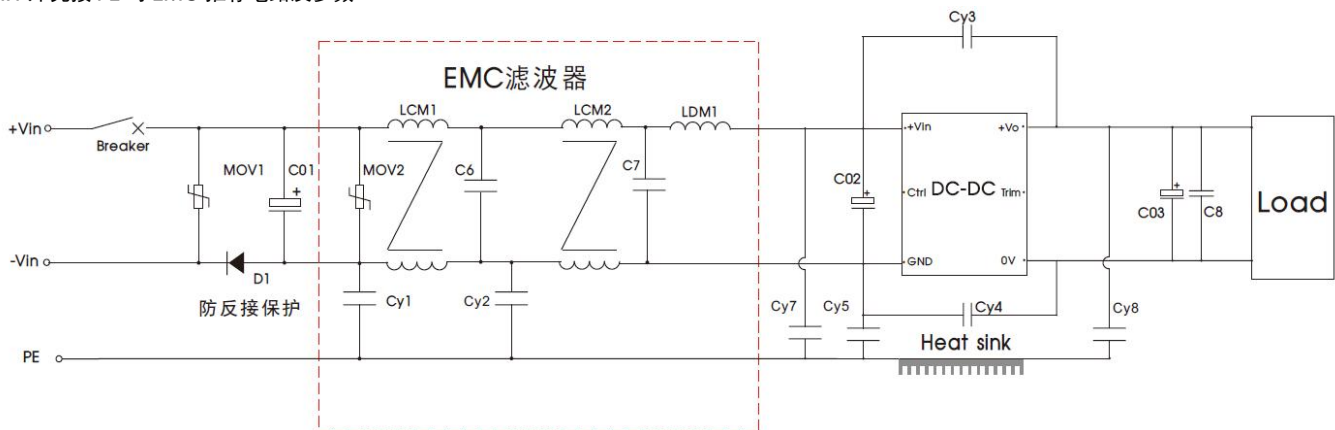 Cy3
EMC滤波器
LCM1
LCM2
LDM1
+Vin
Breaker
MOV1
C01
+
MOV2
C6
C7
C02
+
+Vin
+Vo
Ctrl
DC-DC
Trim
GND
0V
C03
+
C8
Load
-Vin
D1
防反接保护
Cy1
Cy2
Cy7
Cy5
Cy4
Cy8
PE
Heat sink